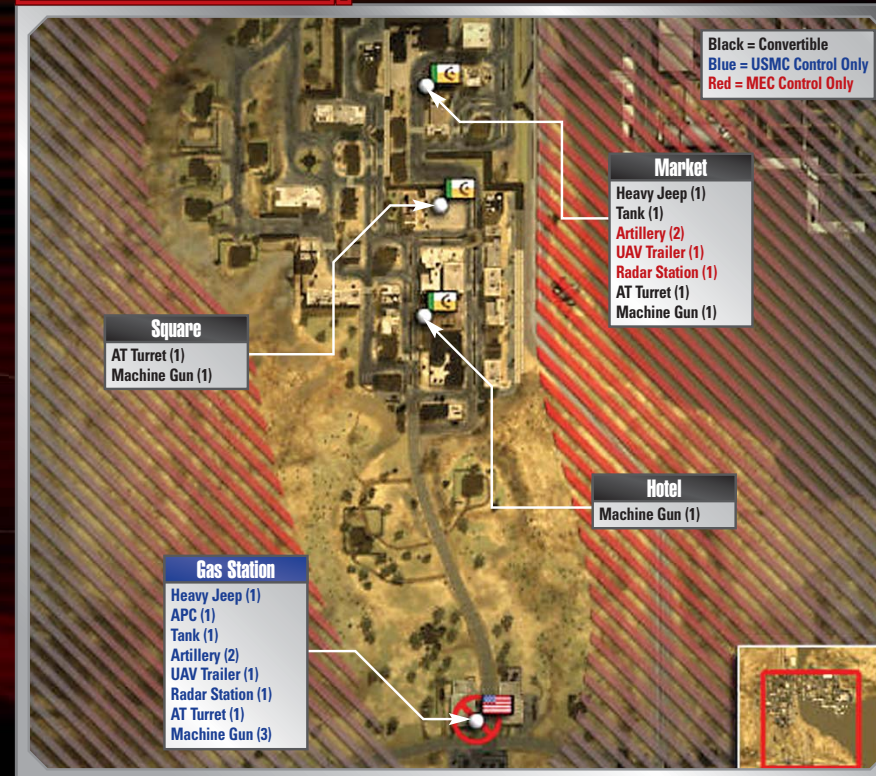 Black = Convertible
Blue = USMC Control Only
Red = MEC Control Only
Market
Heavy Jeep (1)
Tank (1)
Artillery (2)
UAV Trailer (1)
Radar Station (1)
AT Turret (1)
Machine Gun (1)
Square
AT Turret (1)
Machine Gun (1)
Hotel
Machine Gun (1)
Gas Station
Heavy Jeep (1)
APC (1)
Tank (1)
Artillery (2)
UAV Trailer (1)
Radar Station (1)
AT Turret (1)
Machine Gun (3)